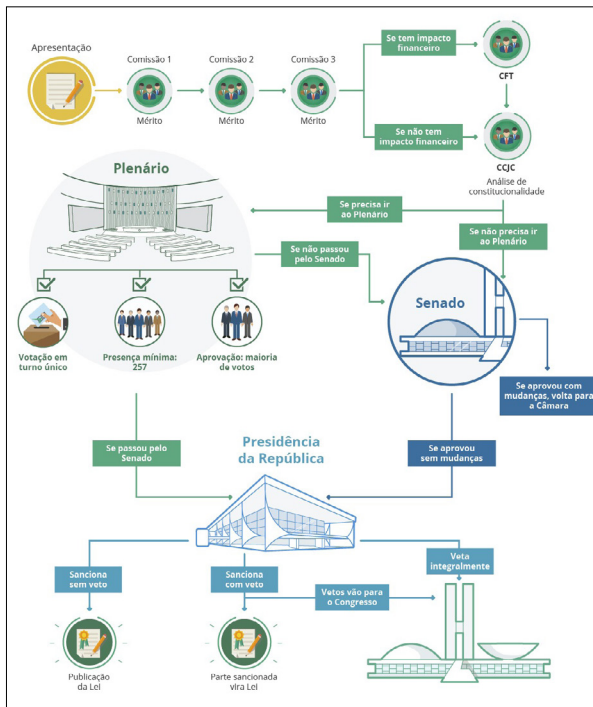 Apresentação
Comissão 1
Mérito
Comissão 2
Mérito
Comissão 3
Mérito
Se tem impacto
financeiro
CFT
Se não tem
impacto financeiro
CCJC
Análise de
constitucionalidade
Plenário
Se precisa ir
ao Plenário
Se não precisa ir
ao Plenário
Se não passou
pelo Senado
Votação em
turno único
Presença mínima:
257
Aprovação: maioria
de votos
Senado
Se aprovou com
mudanças, volta para
a Câmara
Se passou pelo
Senado
Se aprovou
sem mudanças
Presidência
da República
Sanciona
sem veto
Sanciona
com veto
Vetos vão para
o Congresso
Veta
integralmente
Publicação
da Lei
Parte sancionada
vira Lei